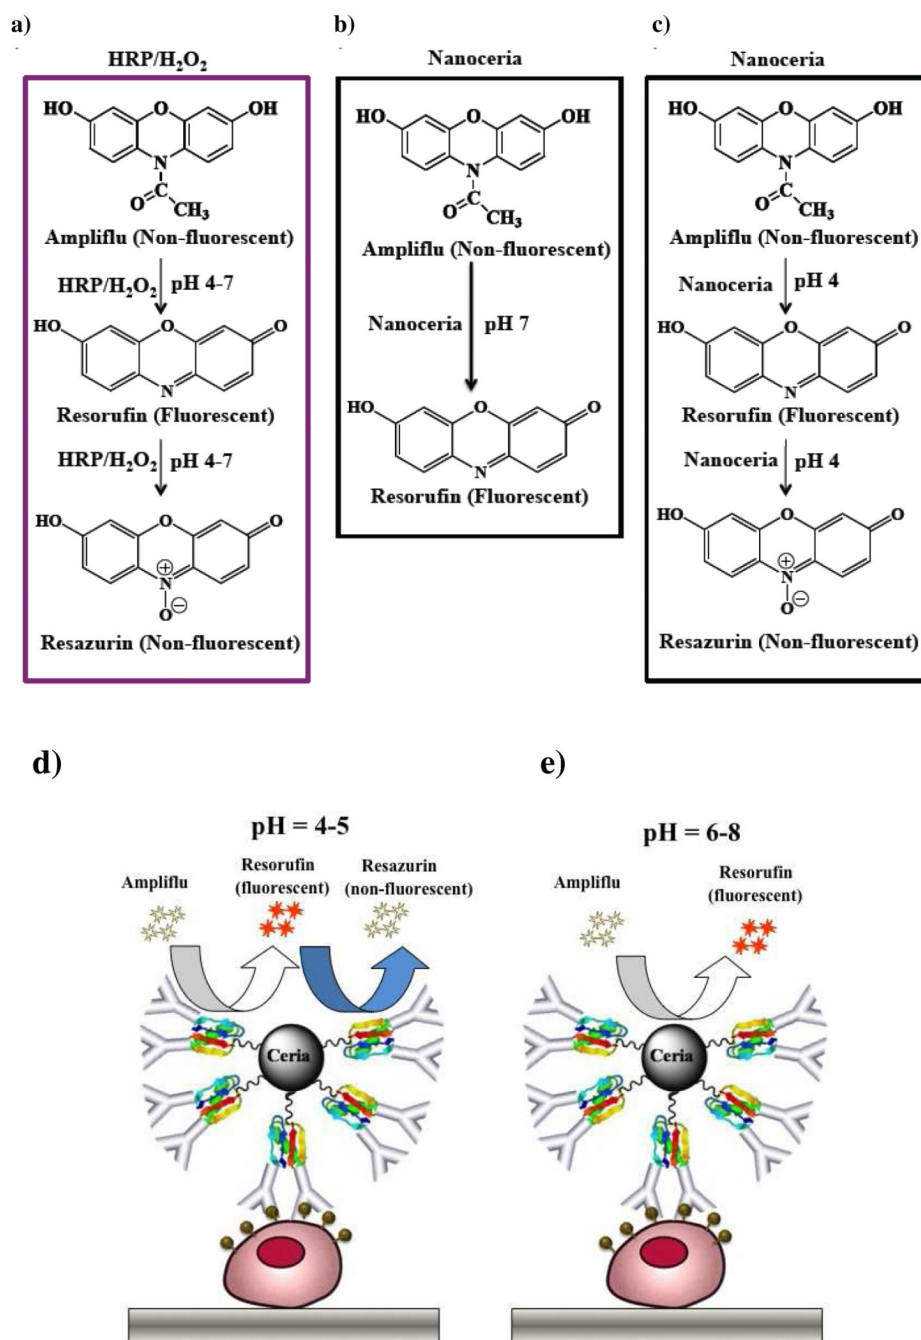 a)
HRP/H₂O₂
HO
O
OH
N
C
O
CH₃
Ampliflu (Non-fluorescent)
HRP/H₂O₂
pH 4-7
HO
O
O
N
Resorufin (Fluorescent)
HRP/H₂O₂
pH 4-7
HO
O
O
+
N
O
−
Resazurin (Non-fluorescent)
b)
Nanoceria
HO
O
OH
N
C
O
CH₃
Ampliflu (Non-fluorescent)
Nanoceria
pH 7
HO
O
O
N
Resorufin (Fluorescent)
c)
Nanoceria
HO
O
OH
N
C
O
CH₃
Ampliflu (Non-fluorescent)
Nanoceria
pH 4
HO
O
O
N
Resorufin (Fluorescent)
Nanoceria
pH 4
HO
O
O
+
N
O
−
Resazurin (Non-fluorescent)
d)
pH = 4-5
Ampliflu
Resorufin
(fluorescent)
Resazurin
(non-fluorescent)
Ceria
e)
pH = 6-8
Ampliflu
Resorufin
(fluorescent)
Ceria